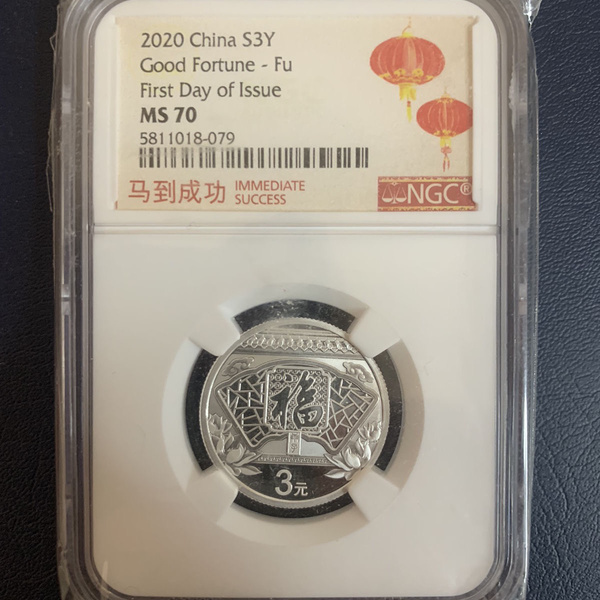 2020 China S3Y
Good Fortune - Fu
First Day of Issue
MS 70
5811018-079
马到成功 IMMEDIATE
SUCCESS
NGC®
福
3元